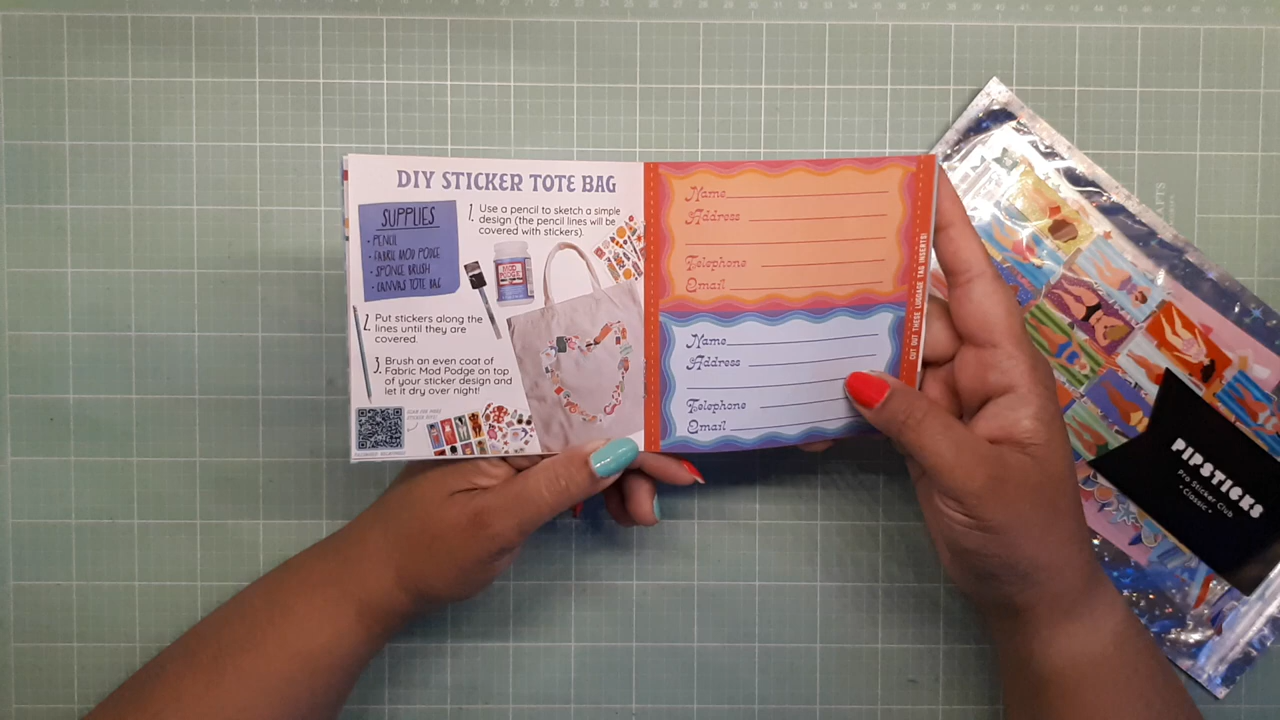 DIY STICKER TOTE BAG
SUPPLIES
• PENCIL
• FABRIC MOD PODGE
• SPONGE BRUSH
• CANVAS TOTE BAG
1. Use a pencil to sketch a simple
design (the pencil lines will be
covered with stickers).
MOD
PODGE
2. Put stickers along the
lines until they are
covered.
3. Brush an even coat of
Fabric Mod Podge on top
of your sticker design and
let it dry over night!
Name
Address
Telephone
Email
Name
Address
Telephone
Email
CUT OUT THESE LUGGAGE TAG INSERTS!
PIPSTICKS
Pro Sticker Club
• Classic •